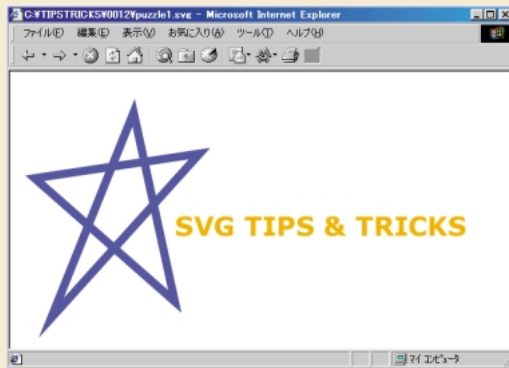 C:¥TIPSTRICKS¥0012¥puzzle1.svg - Microsoft Internet Explorer
ファイル(F) 編集(E) 表示(V) お気に入り(A) ツール(T) ヘルプ(H)
SVG TIPS & TRICKS
マイ コンピュータ